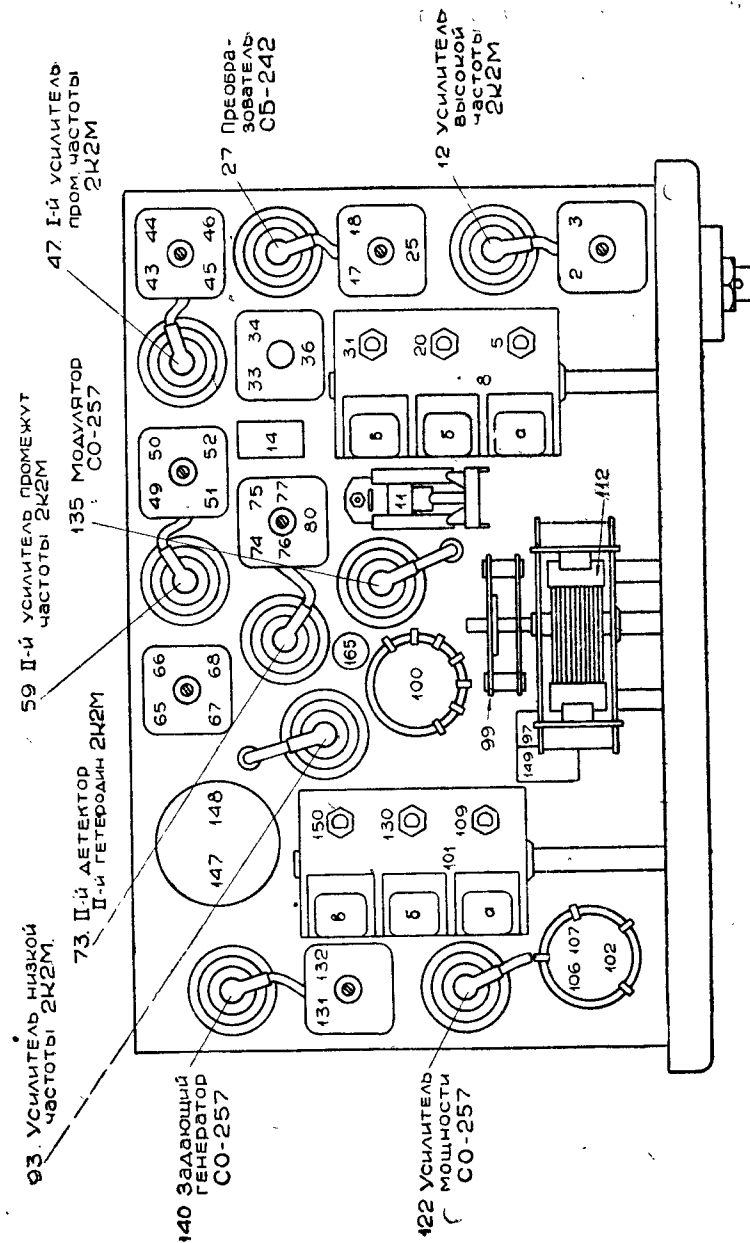 93. Усилитель низкой
частоты 2К2М.
73. II-й детектор
II-й гетеродин 2К2М
59 II-й усилитель промежут
частоты 2К2М
135 Модулятор
СО-257
47 I-й усилитель
пром. частоты
2К2М
27 Преобра-
зователь
СБ-242
12 Усилитель
высокой
частоты
2К2М
140 Задающий
генератор
СО-257
122 Усилитель
мощности
СО-257
147 148
65 66
67 68
49 50
51 52
43 44
45 46
74 75
76 77
80
14
33 34
36
17 18
25
2 3
131 132
150
130
109
101
в
б
а
165
100
11
31
20
5
8
в
б
а
106 107
102
149 97
99
112